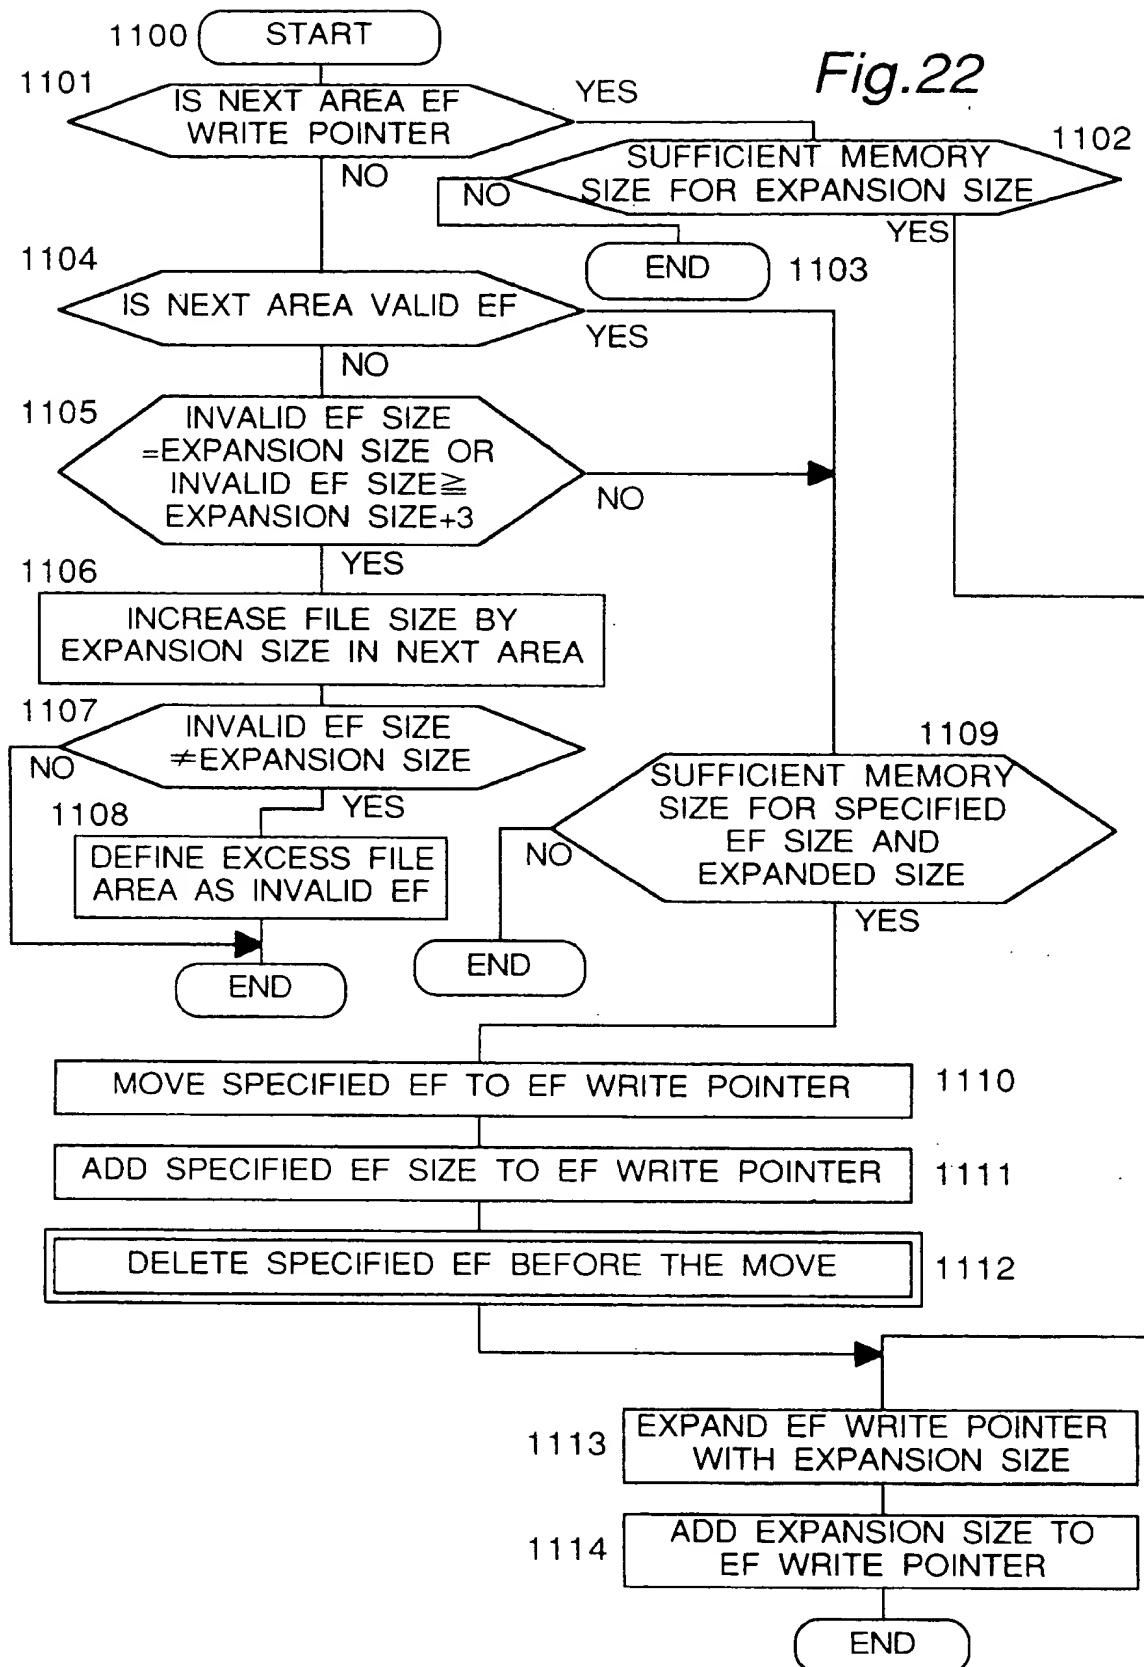 1100
START
Fig.22
1101
IS NEXT AREA EF
WRITE POINTER
YES
NO
1102
SUFFICIENT MEMORY
SIZE FOR EXPANSION SIZE
NO
YES
END
1103
1104
IS NEXT AREA VALID EF
YES
NO
1105
INVALID EF SIZE
=EXPANSION SIZE OR
INVALID EF SIZE≧
EXPANSION SIZE+3
NO
YES
1106
INCREASE FILE SIZE BY
EXPANSION SIZE IN NEXT AREA
1107
INVALID EF SIZE
≠EXPANSION SIZE
NO
YES
1108
DEFINE EXCESS FILE
AREA AS INVALID EF
END
1109
SUFFICIENT MEMORY
SIZE FOR SPECIFIED
EF SIZE AND
EXPANDED SIZE
NO
YES
END
MOVE SPECIFIED EF TO EF WRITE POINTER
1110
ADD SPECIFIED EF SIZE TO EF WRITE POINTER
1111
DELETE SPECIFIED EF BEFORE THE MOVE
1112
1113
EXPAND EF WRITE POINTER
WITH EXPANSION SIZE
1114
ADD EXPANSION SIZE TO
EF WRITE POINTER
END